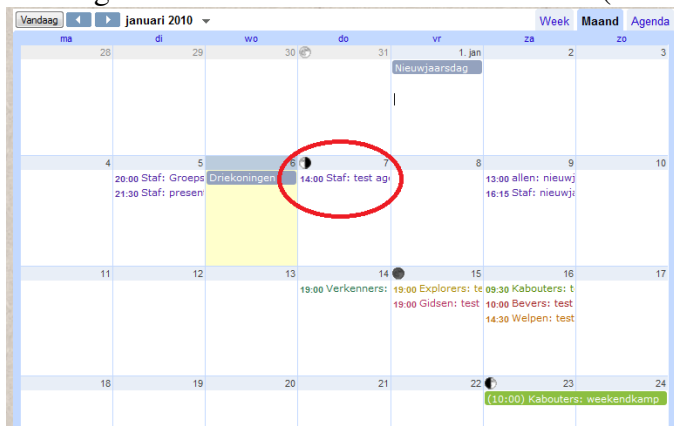 Vandaag januari 2010 Week Maand Agenda
ma di wo do vr za zo
28 29 30 31 1. jan 2 3
Nieuwjaarsdag
4 5 6 7 8 9 10
20:00 Staf: Groeps Driekoningen 14:00 Staf: test age 13:00 allen: nieuwj
21:30 Staf: presen 16:15 Staf: nieuwja
11 12 13 14 15 16 17
19:00 Verkenners: 19:00 Explorers: te 09:30 Kabouters: t
19:00 Gidsen: test 10:00 Bevers: test
14:30 Welpen: test
18 19 20 21 22 23 24
(10:00) Kabouters: weekendkamp